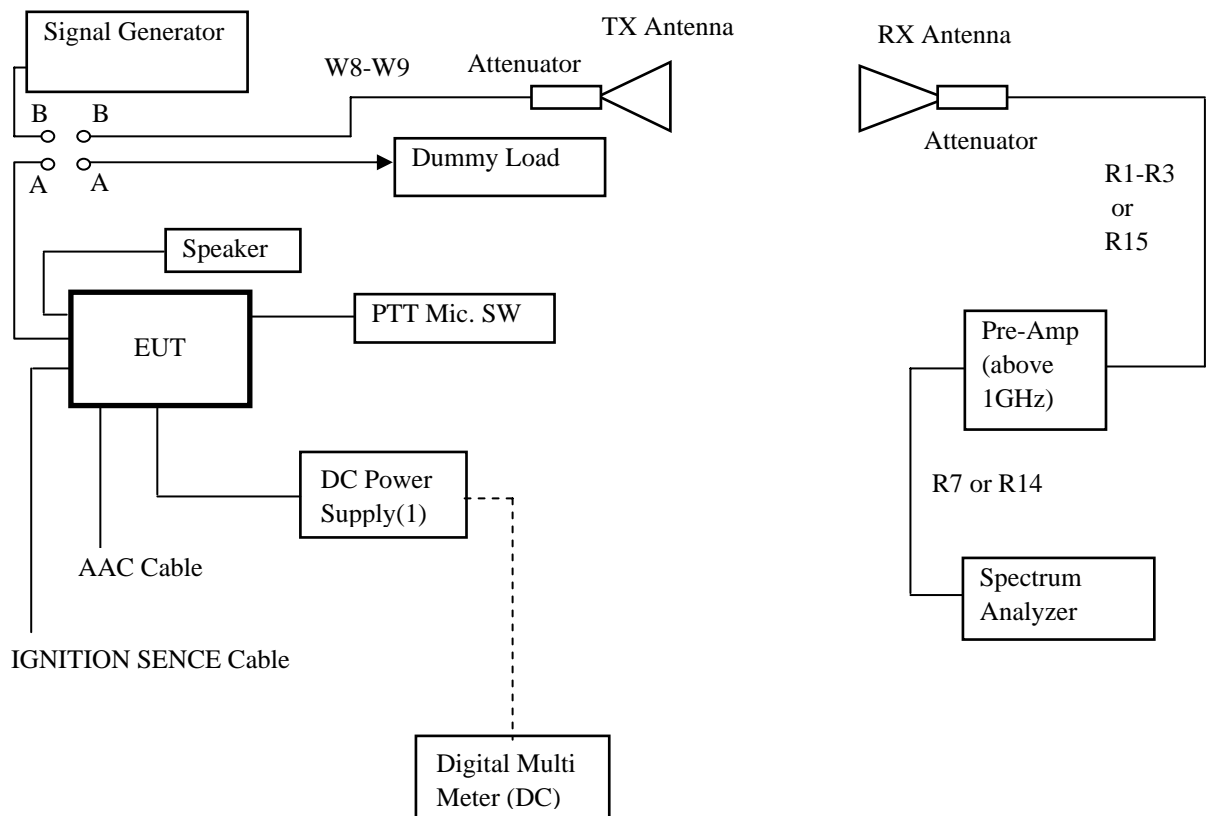 Signal Generator
TX Antenna
RX Antenna
W8-W9
Attenuator
B
B
A
A
Dummy Load
Attenuator
R1-R3
or
R15
Speaker
PTT Mic. SW
EUT
Pre-Amp
(above
1GHz)
DC Power
Supply(1)
R7 or R14
AAC Cable
Spectrum
Analyzer
IGNITION SENCE Cable
Digital Multi
Meter (DC)